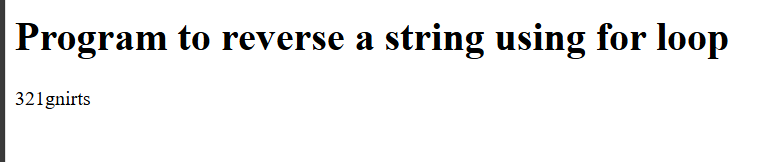 Program to reverse a string using for loop
321gnirts